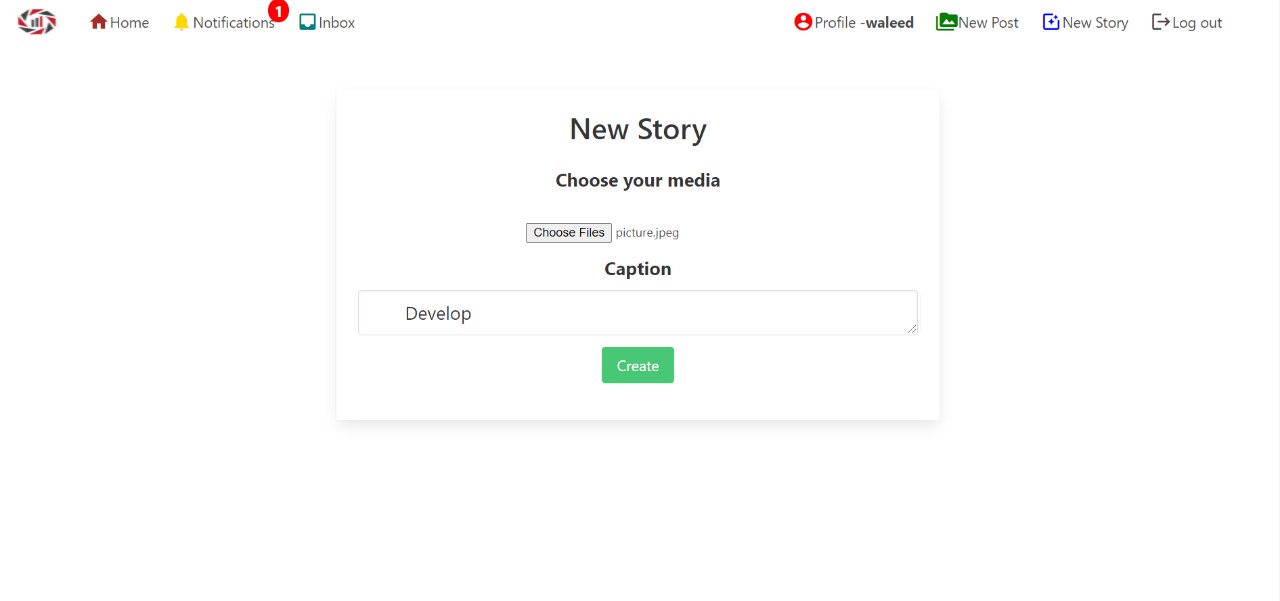 Home Notifications 1 Inbox Profile -waleed New Post New Story Log out
New Story
Choose your media
Choose Files picture.jpeg
Caption
Develop
Create